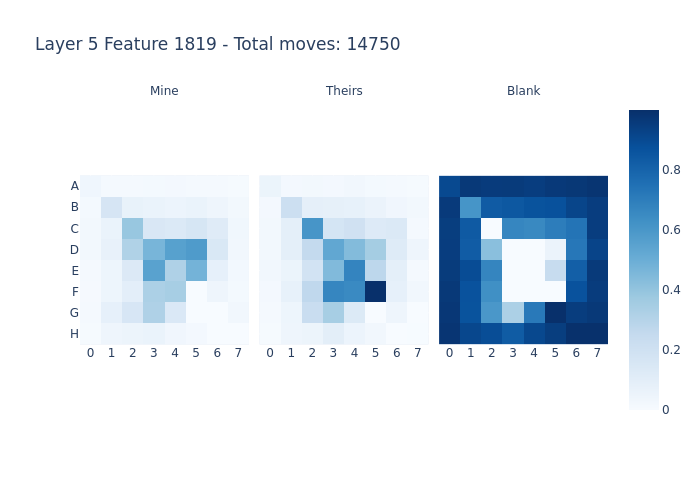 Layer 5 Feature 1819 - Total moves: 14750
Mine
Theirs
Blank
A
B
C
D
E
F
G
H
0 1 2 3 4 5 6 7
0 1 2 3 4 5 6 7
0 1 2 3 4 5 6 7
0.8
0.6
0.4
0.2
0